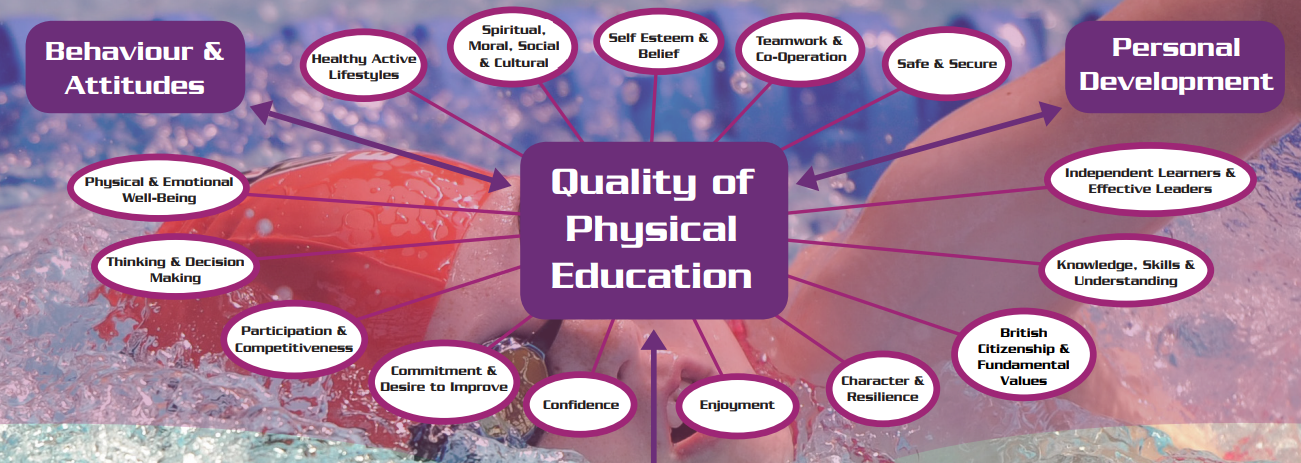 Behaviour &
Attitudes
Healthy Active
Lifestyles
Spiritual,
Moral, Social
& Cultural
Self Esteem &
Belief
Teamwork &
Co-Operation
Safe & Secure
Personal
Development
Physical & Emotional
Well-Being
Quality of
Physical
Education
Independent Learners &
Effective Leaders
Thinking & Decision
Making
Knowledge, Skills &
Understanding
Participation &
Competitiveness
British
Citizenship &
Fundamental
Values
Commitment &
Desire to Improve
Confidence
Enjoyment
Character &
Resilience